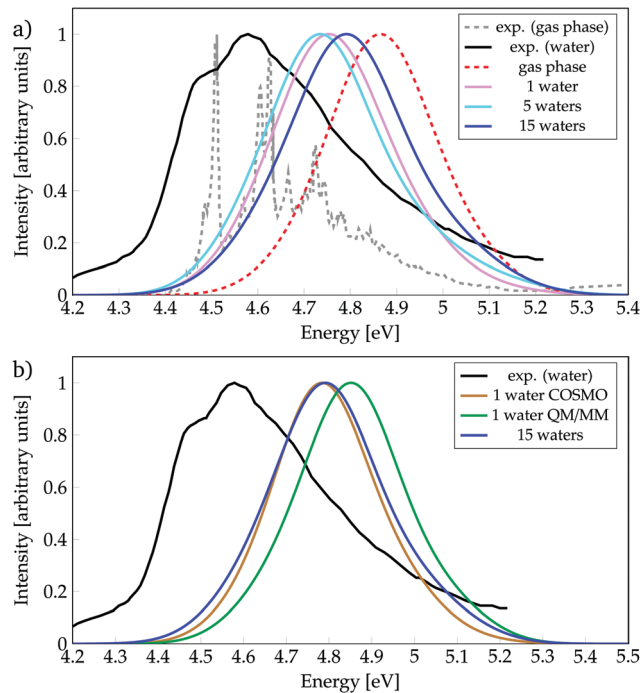 a)
exp. (gas phase)
exp. (water)
gas phase
1 water
5 waters
15 waters
Intensity [arbitrary units]
1
0.8
0.6
0.4
0.2
0
4.2 4.3 4.4 4.5 4.6 4.7 4.8 4.9 5 5.1 5.2 5.3 5.4
Energy [eV]
b)
exp. (water)
1 water COSMO
1 water QM/MM
15 waters
Intensity [arbitrary units]
1
0.8
0.6
0.4
0.2
0
4.2 4.3 4.4 4.5 4.6 4.7 4.8 4.9 5 5.1 5.2 5.3 5.4 5.5
Energy [eV]